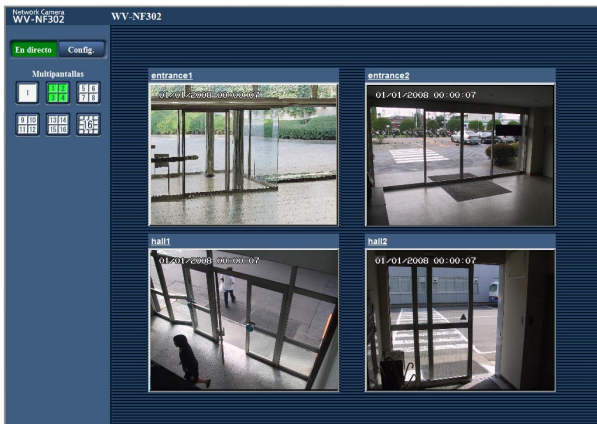 Network Camera
WV-NF302
WV-NF302
En directo
Config.
Multipantallas
1
1 2
3 4
5 6
7 8
9 10
11 12
13 14
15 16
16
entrance1
01/01/2008 00:00:07
entrance2
01/01/2008 00:00:07
hall1
01/01/2008 00:00:07
hall2
01/01/2008 00:00:07